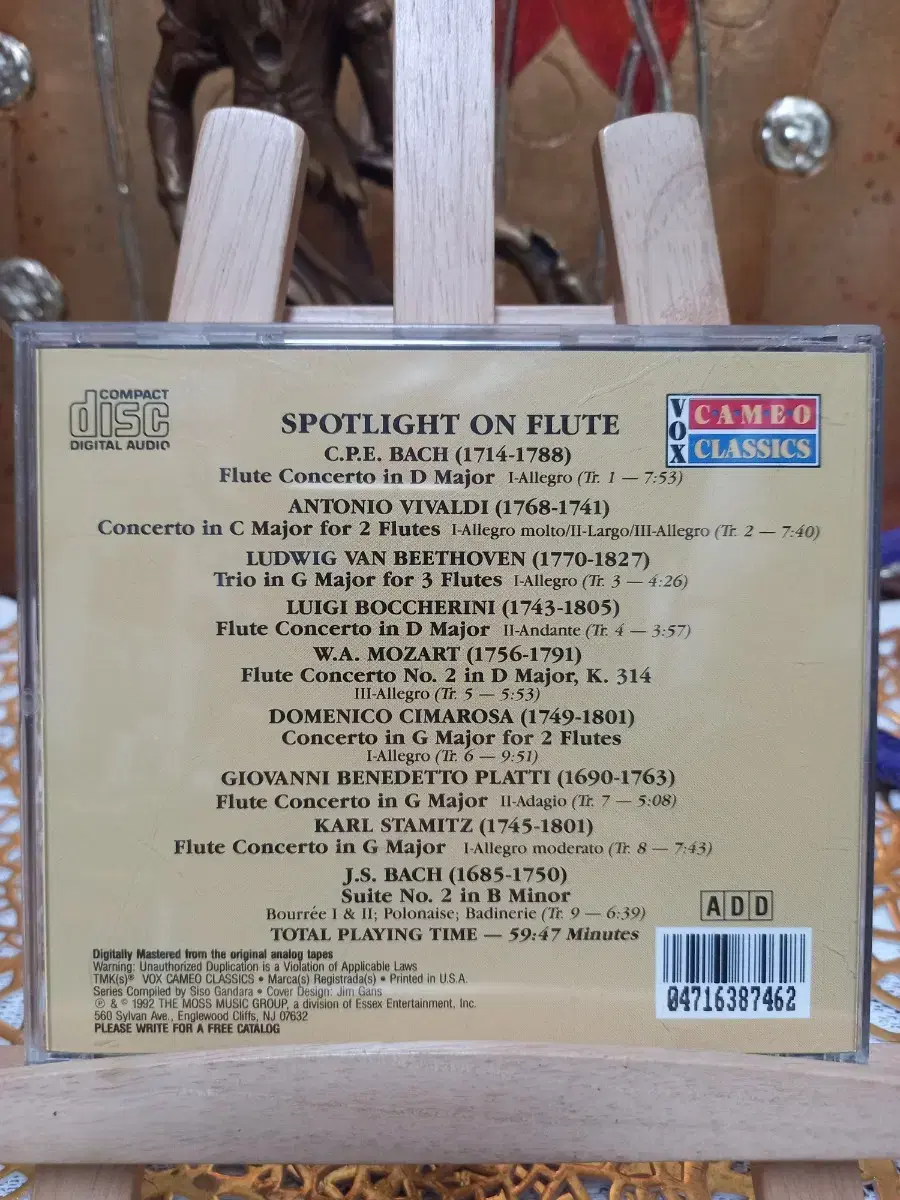 COMPACT
disc
DIGITAL AUDIO
SPOTLIGHT ON FLUTE
VOX
CAMEO
CLASSICS
C.P.E. BACH (1714-1788)
Flute Concerto in D Major I-Allegro (Tr. 1 — 7:53)
ANTONIO VIVALDI (1768-1741)
Concerto in C Major for 2 Flutes I-Allegro molto/II-Largo/III-Allegro (Tr. 2 — 7:40)
LUDWIG VAN BEETHOVEN (1770-1827)
Trio in G Major for 3 Flutes I-Allegro (Tr. 3 — 4:26)
LUIGI BOCCHERINI (1743-1805)
Flute Concerto in D Major II-Andante (Tr. 4 — 3:57)
W.A. MOZART (1756-1791)
Flute Concerto No. 2 in D Major, K. 314
III-Allegro (Tr. 5 — 5:53)
DOMENICO CIMAROSA (1749-1801)
Concerto in G Major for 2 Flutes
I-Allegro (Tr. 6 — 9:51)
GIOVANNI BENEDETTO PLATTI (1690-1763)
Flute Concerto in G Major II-Adagio (Tr. 7 — 5:08)
KARL STAMITZ (1745-1801)
Flute Concerto in G Major I-Allegro moderato (Tr. 8 — 7:43)
J.S. BACH (1685-1750)
Suite No. 2 in B Minor
Bourrée I & II; Polonaise; Badinerie (Tr. 9 — 6:39)
TOTAL PLAYING TIME — 59:47 Minutes
ADD
Digitally Mastered from the original analog tapes
Warning: Unauthorized Duplication is a Violation of Applicable Laws
TMK(s)® VOX CAMEO CLASSICS • Marca(s) Registrada(s) • Printed in U.S.A.
Series Compiled by Siso Gandara • Cover Design: Jim Gans
℗ & © 1992 THE MOSS MUSIC GROUP, a division of Essex Entertainment, Inc.
560 Sylvan Ave., Englewood Cliffs, NJ 07632
PLEASE WRITE FOR A FREE CATALOG
04716387462